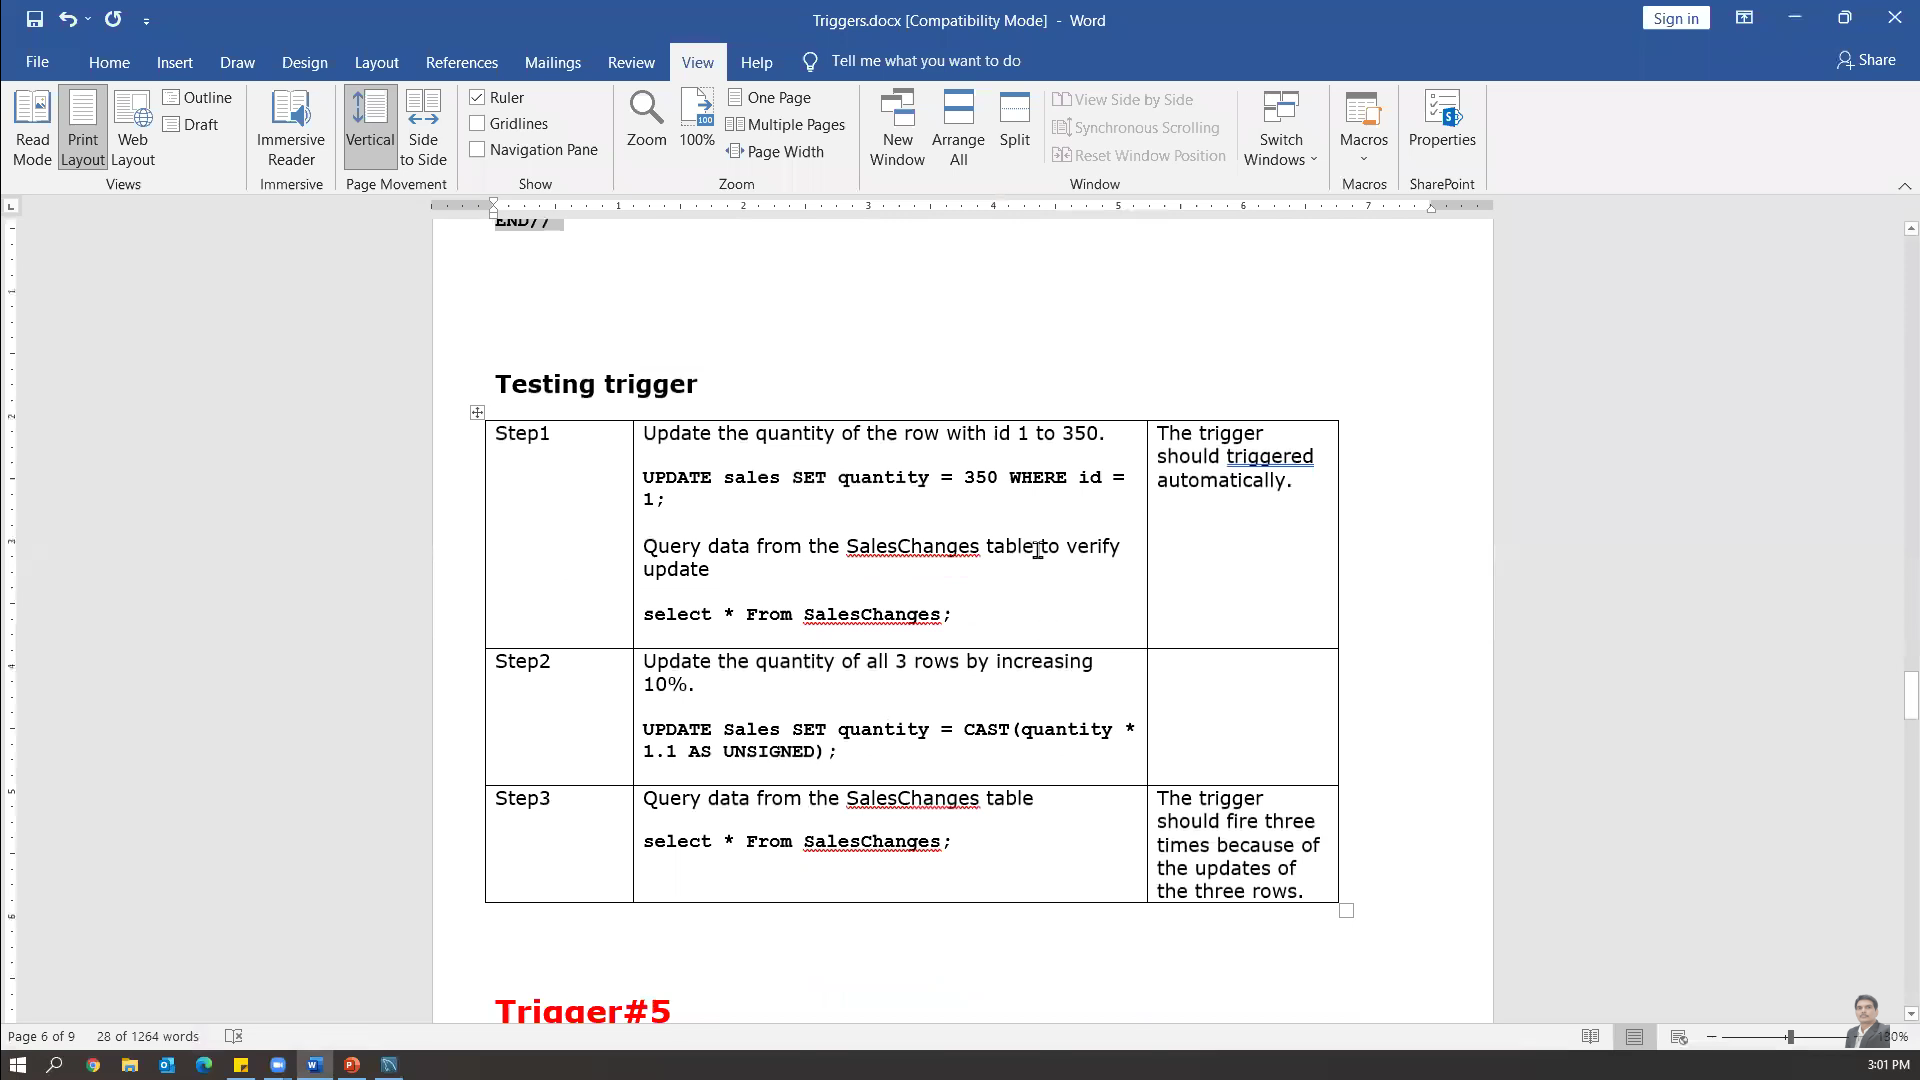 Triggers.docx [Compatibility Mode] - Word
Sign in
File Home Insert Draw Design Layout References Mailings Review View Help Tell me what you want to do Share
Read Mode
Print Layout
Web Layout
Outline
Draft
Views
Immersive Reader
Immersive
Vertical
Side to Side
Page Movement
Ruler
Gridlines
Navigation Pane
Show
Zoom
100
100%
One Page
Multiple Pages
Page Width
Zoom
New Window
Arrange All
Split
View Side by Side
Synchronous Scrolling
Reset Window Position
Switch Windows
Window
Macros
Macros
Properties
SharePoint
1 2 3 4 5 6 7
END//
Testing trigger
Step1
Update the quantity of the row with id 1 to 350.
UPDATE sales SET quantity = 350 WHERE id =
1;
Query data from the SalesChanges table to verify
update
select * From SalesChanges;
The trigger
should triggered
automatically.
Step2
Update the quantity of all 3 rows by increasing
10%.
UPDATE Sales SET quantity = CAST(quantity *
1.1 AS UNSIGNED);
Step3
Query data from the SalesChanges table
select * From SalesChanges;
The trigger
should fire three
times because of
the updates of
the three rows.
Trigger#5
Page 6 of 9 28 of 1264 words
3:01 PM